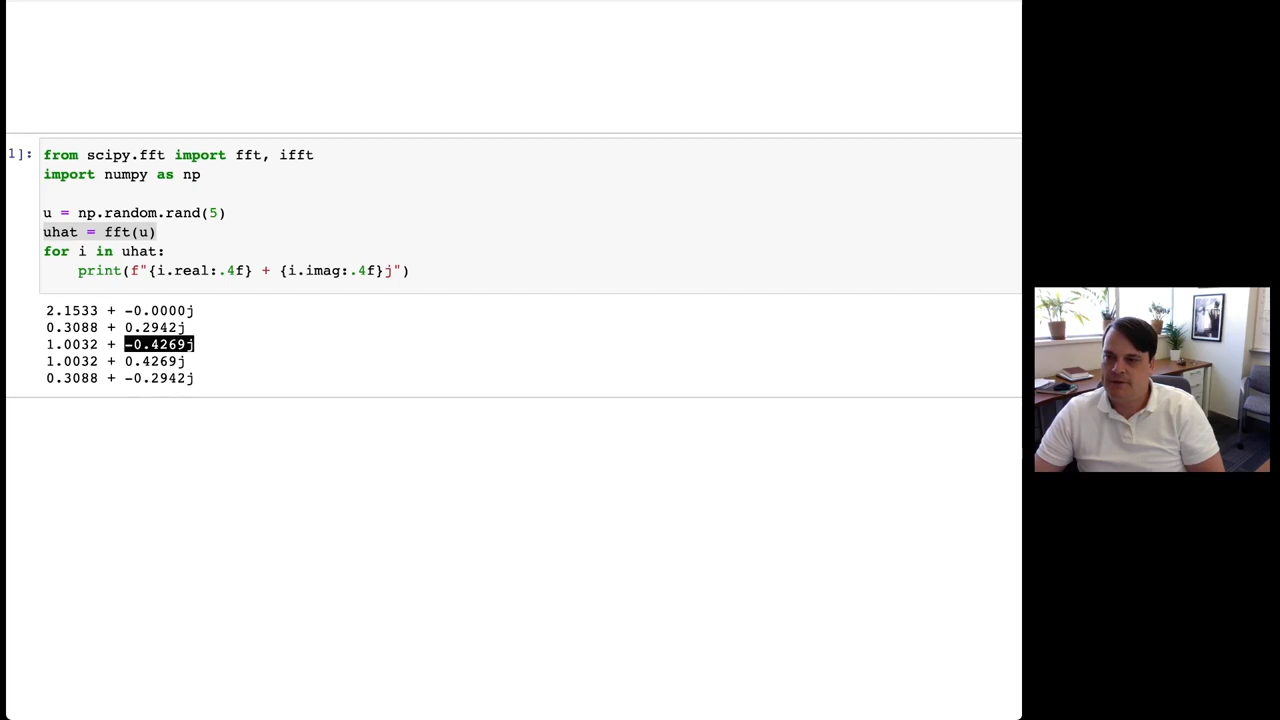 1]:
from scipy.fft import fft, ifft
import numpy as np
u = np.random.rand(5)
uhat = fft(u)
for i in uhat:
    print(f"{i.real:.4f} + {i.imag:.4f}j")
2.1533 + -0.0000j
0.3088 + 0.2942j
1.0032 + -0.4269j
1.0032 + 0.4269j
0.3088 + -0.2942j